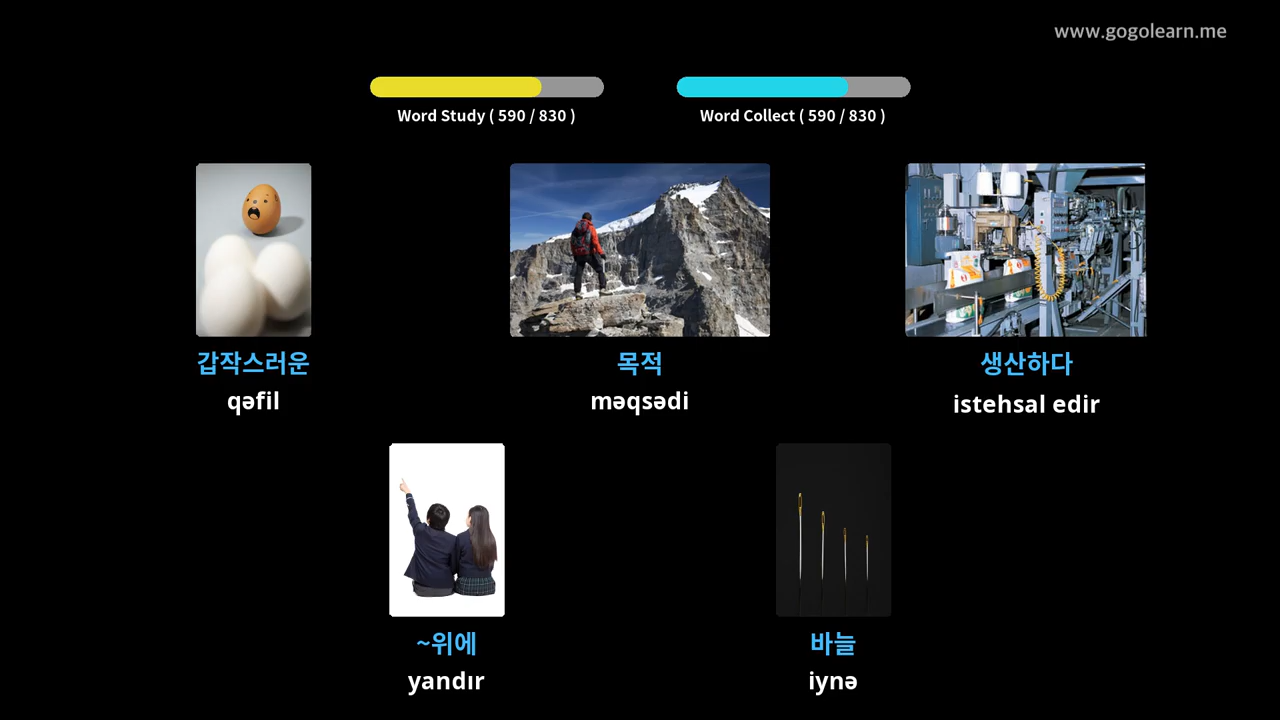 www.gogolearn.me
Word Study ( 590 / 830 )
Word Collect ( 590 / 830 )
갑작스러운
목적
생산하다
qəfil
məqsədi
istehsal edir
~위에
바늘
yandır
iynə